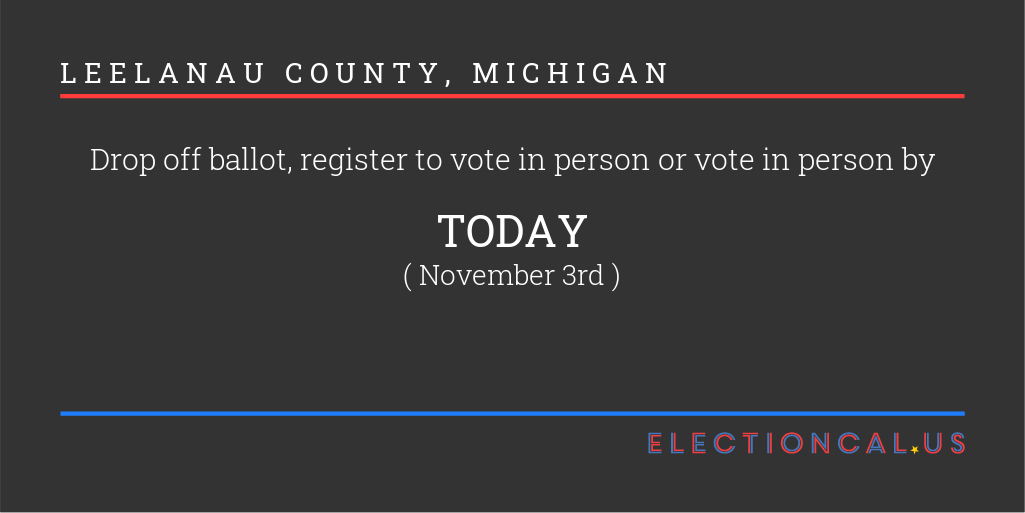 LEELANAU COUNTY, MICHIGAN
Drop off ballot, register to vote in person or vote in person by
TODAY
( November 3rd )
ELECTIONCAL.US